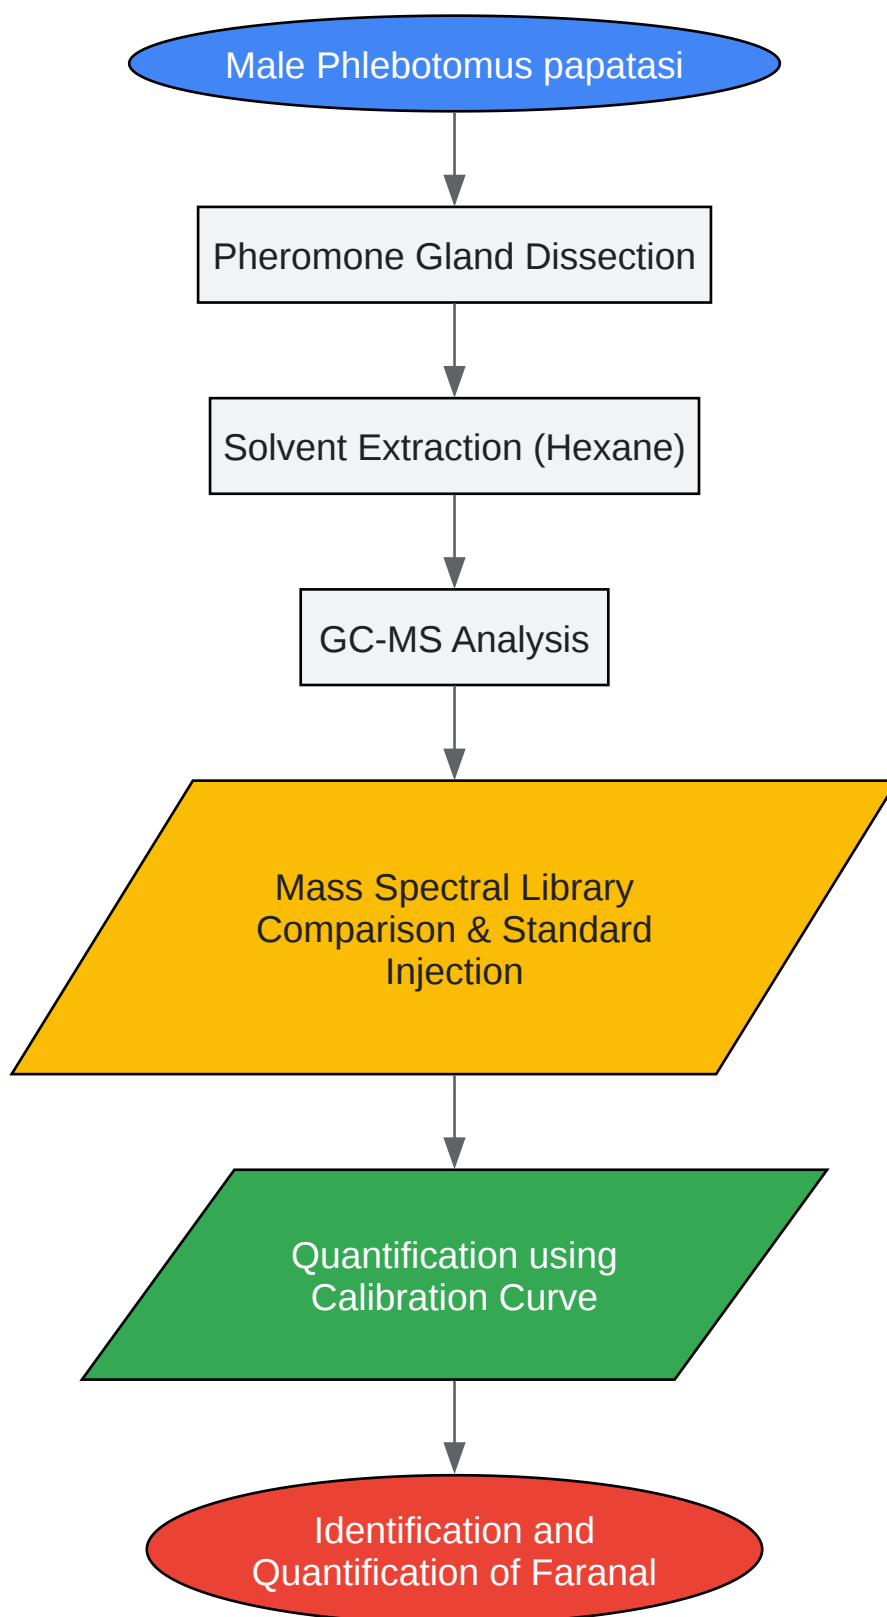 Male Phlebotomus papatasi
Pheromone Gland Dissection
Solvent Extraction (Hexane)
GC-MS Analysis
Mass Spectral Library
Comparison & Standard
Injection
Quantification using
Calibration Curve
Identification and
Quantification of Faranal